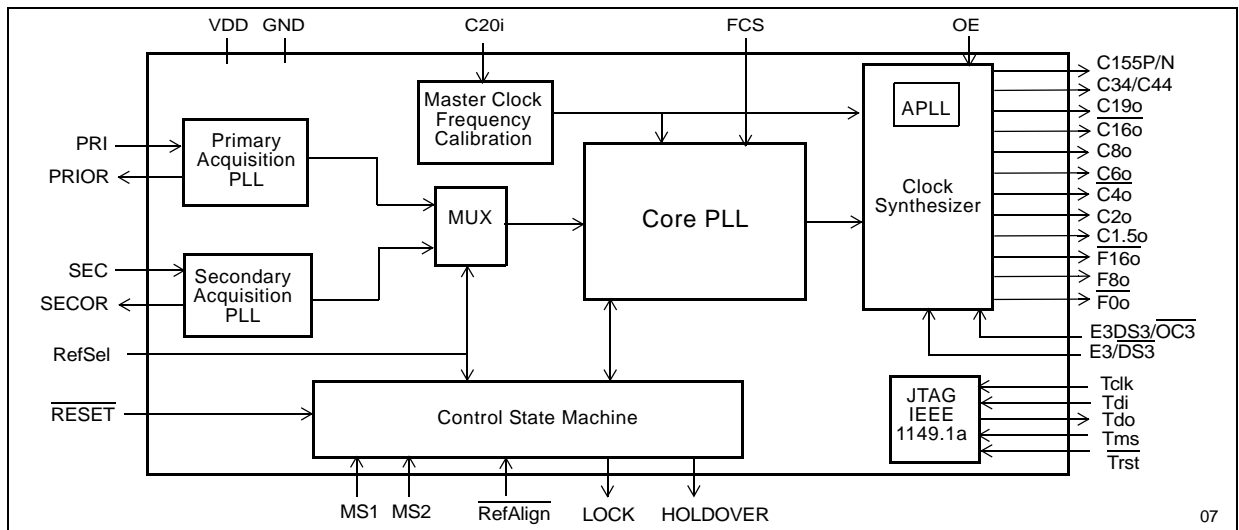 VDD GND C20i FCS OE
Master Clock
Frequency
Calibration
APLL
Clock
Synthesizer
C155P/N
C34/C44
C19o
C16o
C8o
C6o
C4o
C2o
C1.5o
F16o
F8o
F0o
E3DS3/OC3
E3/DS3
PRI
PRIOR
Primary
Acquisition
PLL
MUX
Core PLL
SEC
SECOR
Secondary
Acquisition
PLL
RefSel
RESET
Control State Machine
JTAG
IEEE
1149.1a
Tclk
Tdi
Tdo
Tms
Trst
MS1 MS2 RefAlign LOCK HOLDOVER
07